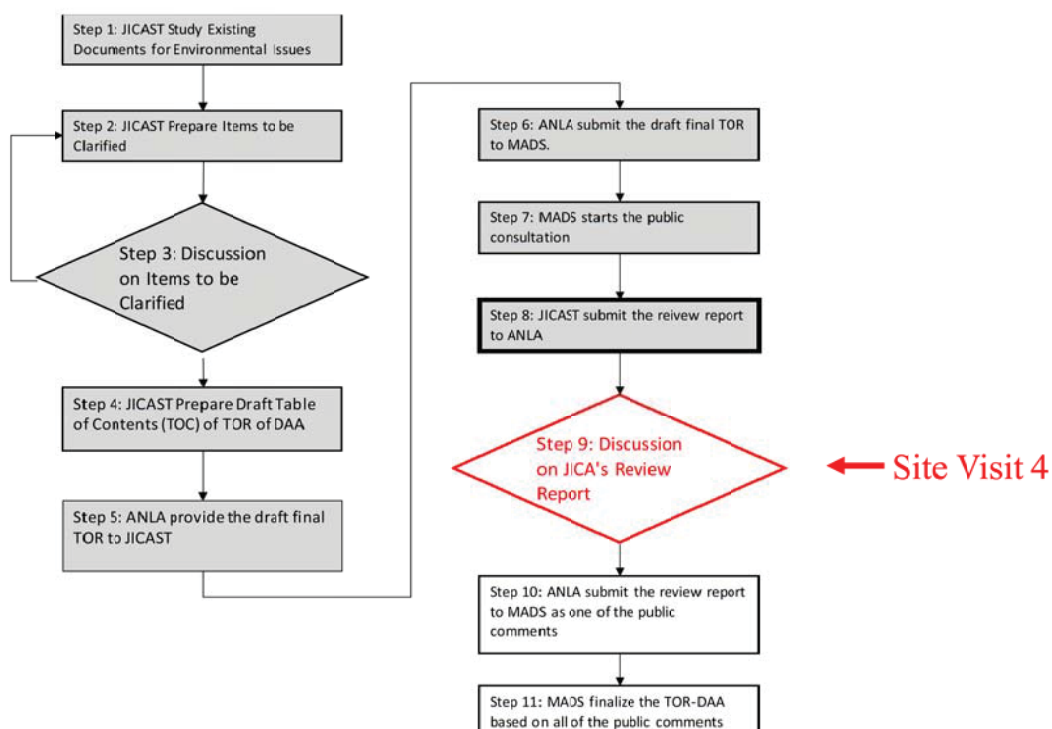 Step 1: JICAST Study Existing
Documents for Environmental Issues
Step 2: JICAST Prepare Items to be
Clarified
Step 3: Discussion
on Items to be
Clarified
Step 4: JICAST Prepare Draft Table
of Contents (TOC) of TOR of DAA
Step 5: ANLA provide the draft final
TOR to JICAST
Step 6: ANLA submit the draft final TOR
to MADS.
Step 7: MADS starts the public
consultation
Step 8: JICAST submit the reivew report
to ANLA
Step 9: Discussion
on JICA's Review
Report
Site Visit 4
Step 10: ANLA submit the review report
to MADS as one of the public
comments
Step 11: MADS finalize the TOR-DAA
based on all of the public comments